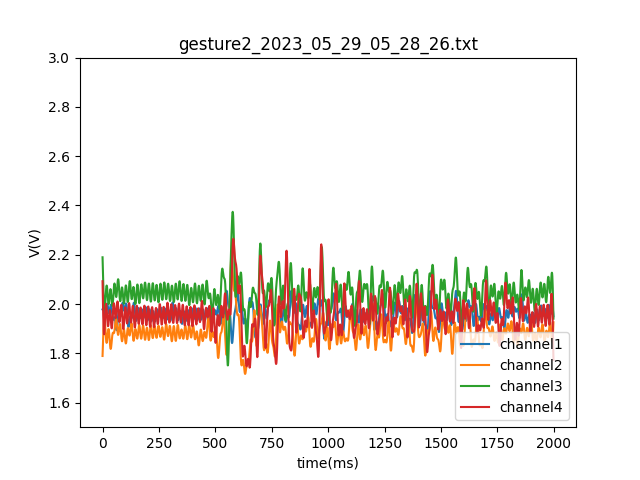 gesture2_2023_05_29_05_28_26.txt
3.0
2.8
2.6
2.4
2.2
2.0
1.8
1.6
V(V)
channel1
channel2
channel3
channel4
0 250 500 750 1000 1250 1500 1750 2000
time(ms)